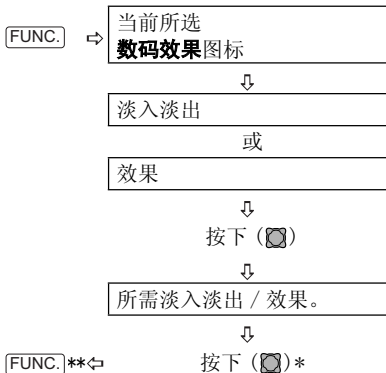 FUNC. ⇨ 当前所选
数码效果图标
⇩
淡入淡出
或
效果
⇩
按下（）
⇩
所需淡入淡出 / 效果。
⇩
FUNC. **⇦ 按下（）*